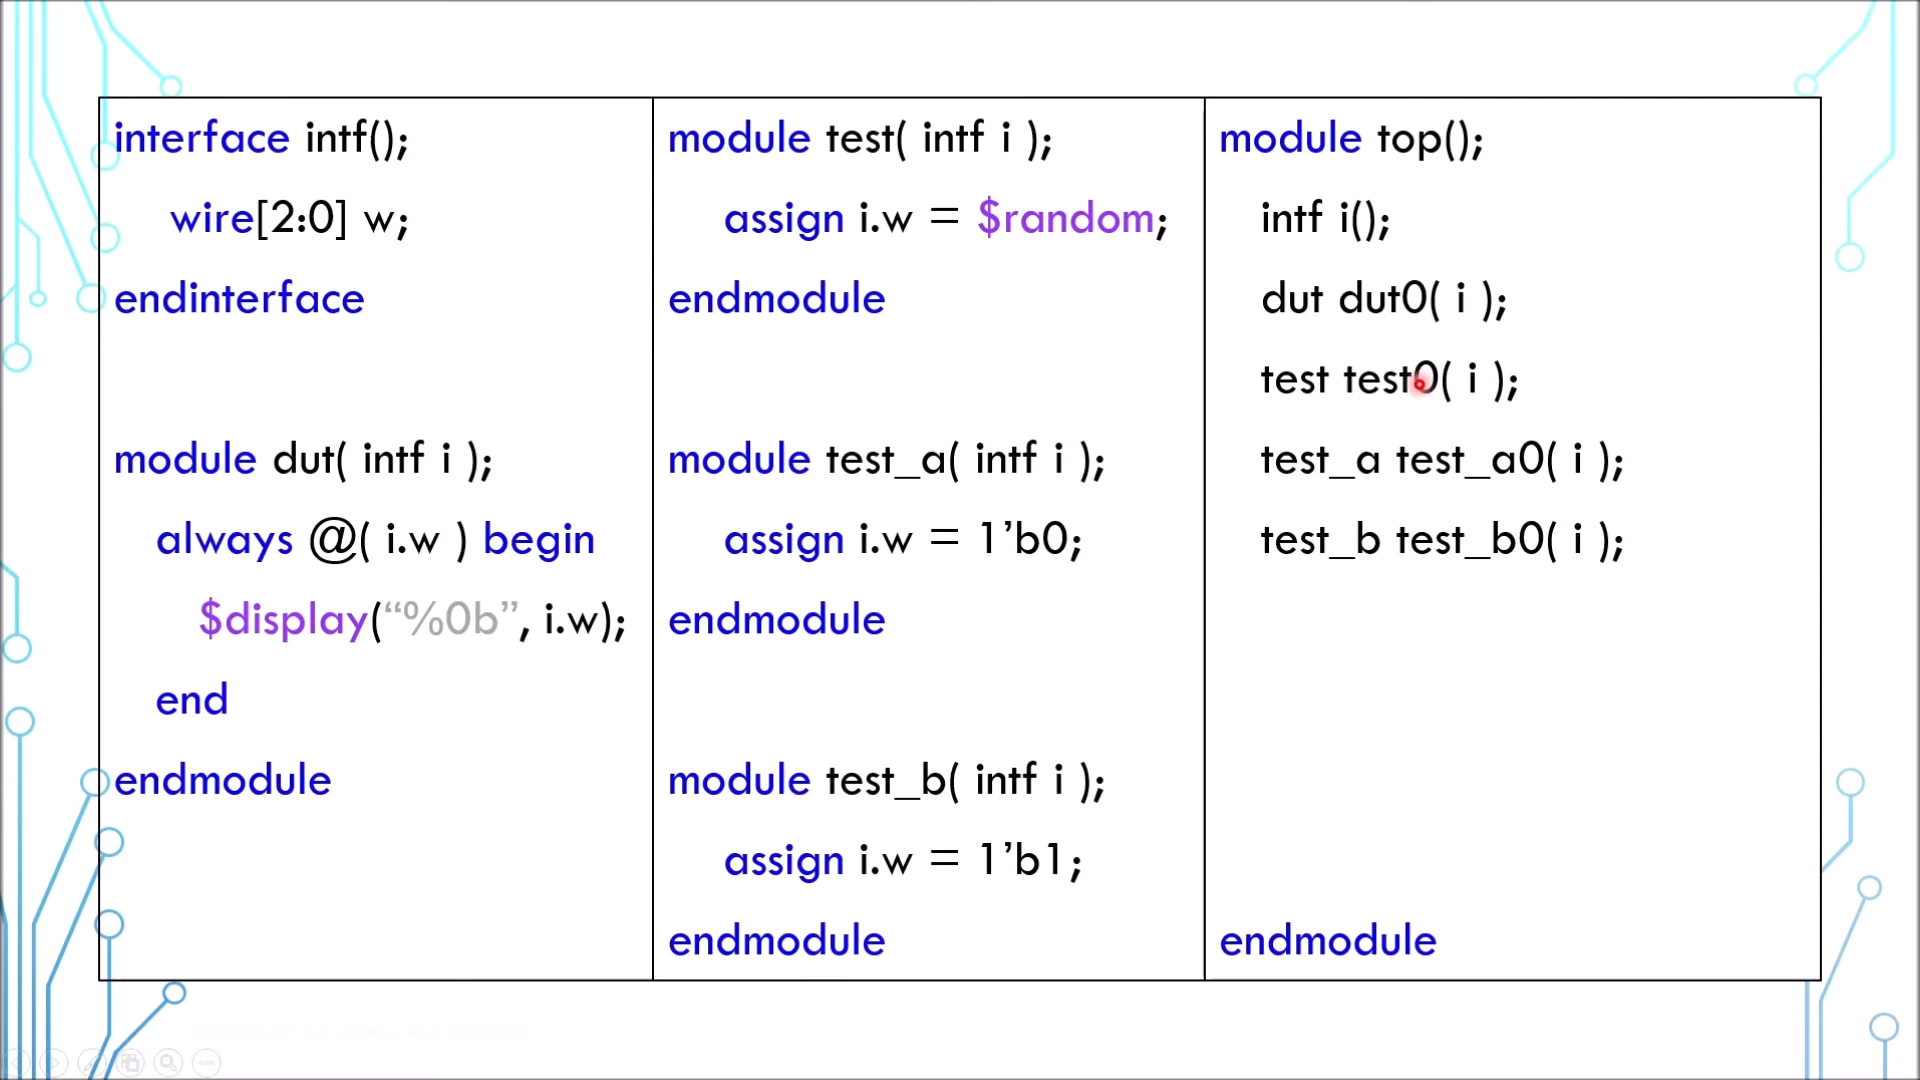 interface intf();
wire[2:0] w;
endinterface
module dut( intf i );
always @( i.w ) begin
$display(“%0b”, i.w);
end
endmodule
module test( intf i );
assign i.w = $random;
endmodule
module test_a( intf i );
assign i.w = 1’b0;
endmodule
module test_b( intf i );
assign i.w = 1’b1;
endmodule
module top();
intf i();
dut dut0( i );
test test0( i );
test_a test_a0( i );
test_b test_b0( i );
endmodule